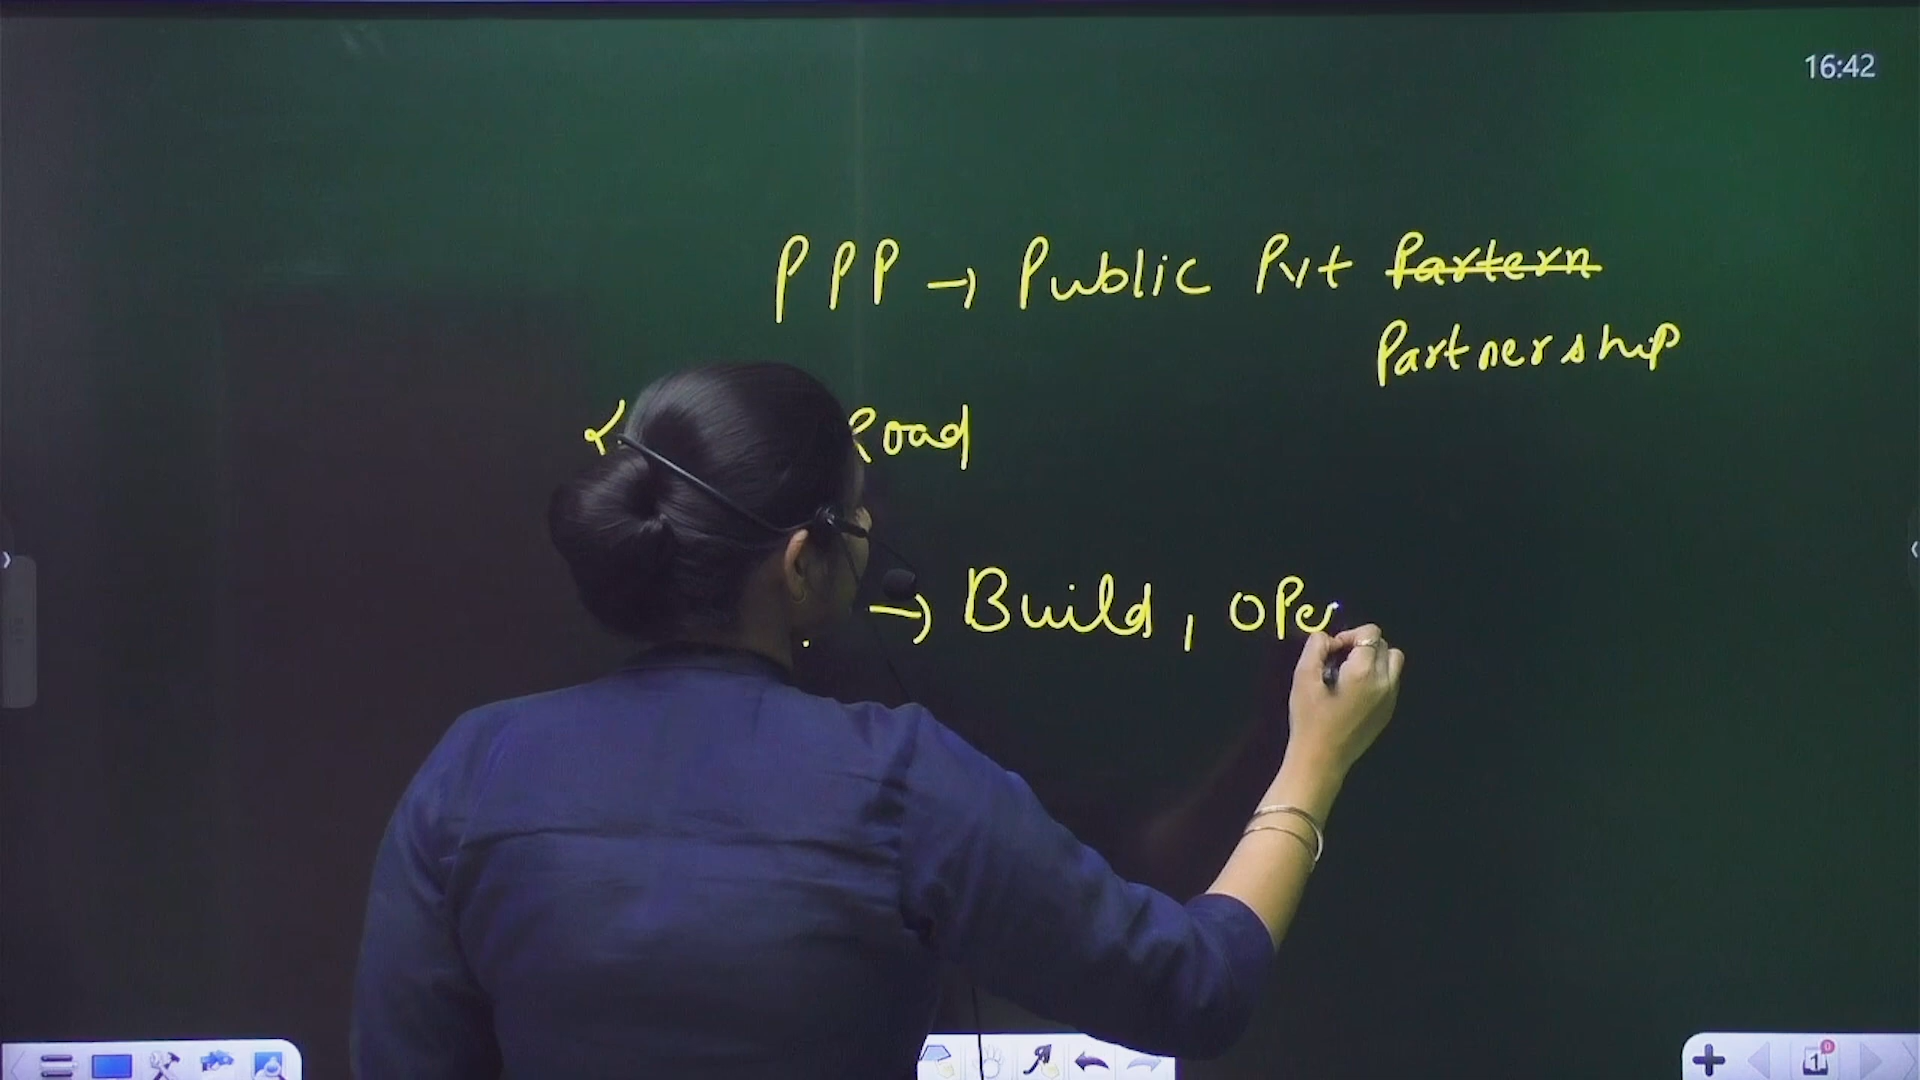 16:42
PPP → Public Pvt Partern
Partnership
Road
→ Build, OPe